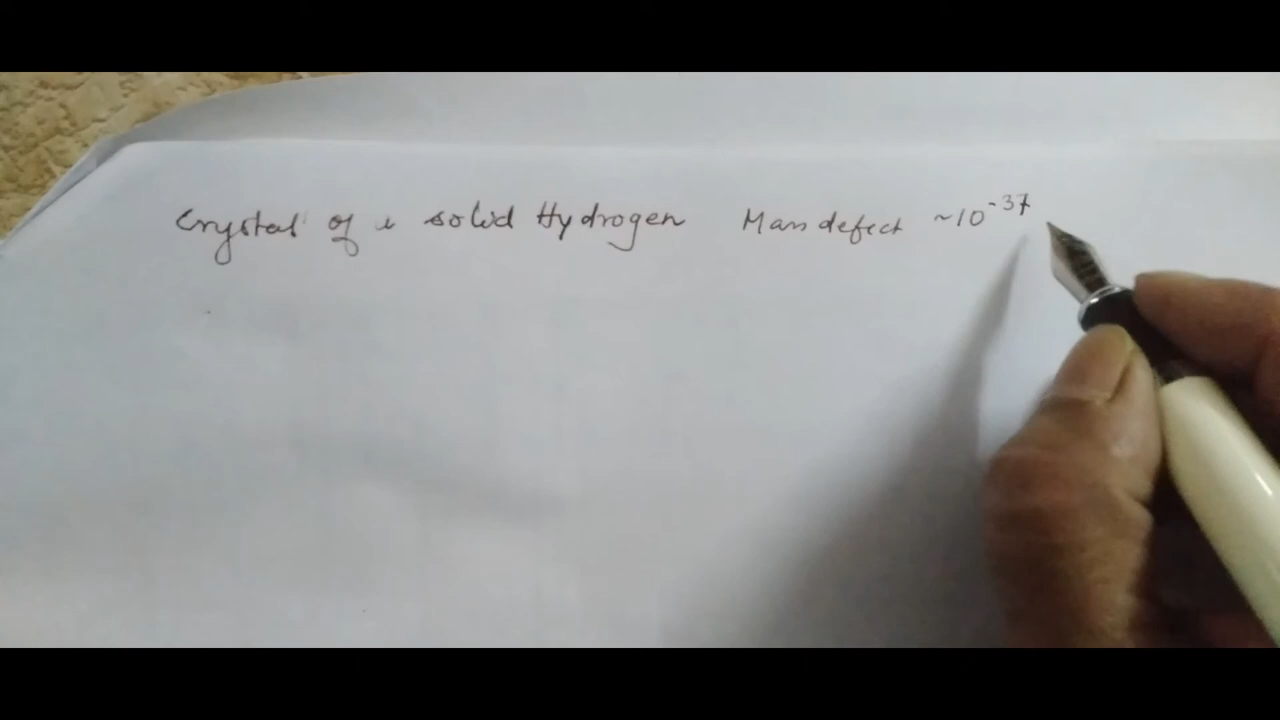 Crystal of a solid Hydrogen Mass defect ~10⁻³⁷